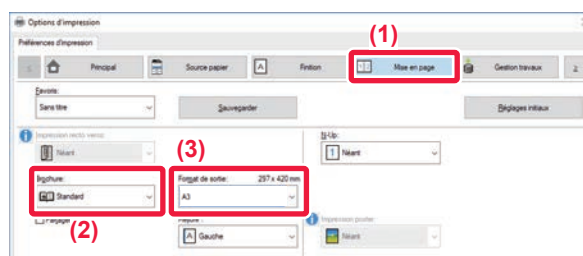 Options d'impression
Préférences d'impression
(1)
Principal
Source papier
Finition
Mise en page
Gestion travaux
Favoris:
Sans titre
Sauvegarder
Réglages initiaux
Impression recto verso:
Néant
N-Up:
1 Néant
(3)
Brochure:
Standard
Format de sortie: 297 x 420 mm
A3
(2)
Reliure :
Gauche
Impression poster:
Néant